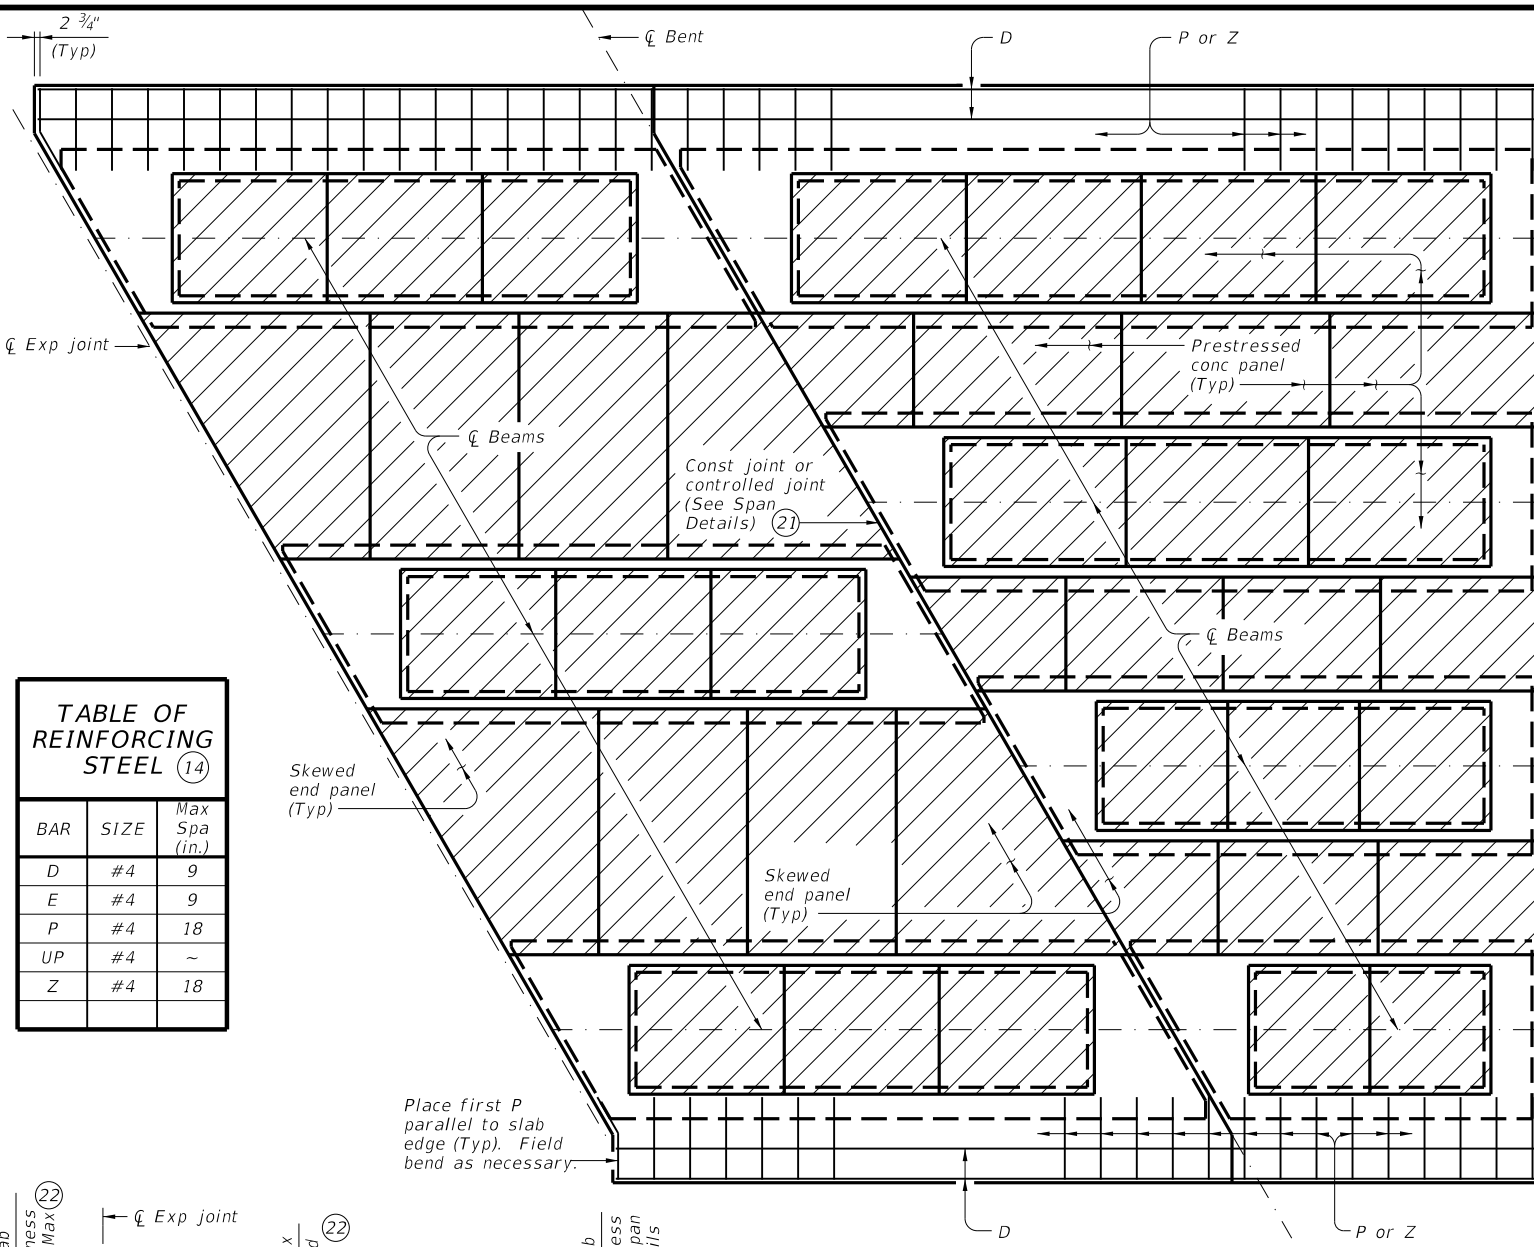 2 ¾"
(Typ)
℄ Bent
D
P or Z
℄ Exp joint
Prestressed
conc panel
(Typ)
℄ Beams
Const joint or
controlled joint
(See Span
Details) 21
℄ Beams
TABLE OF
REINFORCING
STEEL 14
BAR SIZE Max Spa (in.)
D #4 9
E #4 9
P #4 18
UP #4 ~
Z #4 18
Skewed
end panel
(Typ)
Skewed
end panel
(Typ)
Place first P
parallel to slab
edge (Typ). Field
bend as necessary.
22
Max
℄ Exp joint
22
D
P or Z